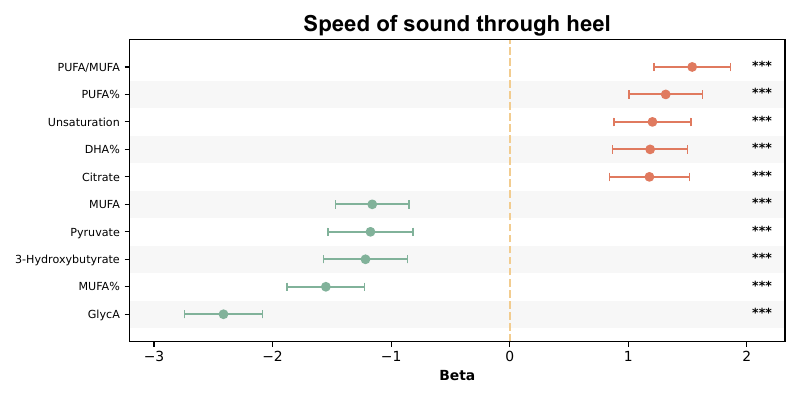 Speed of sound through heel
PUFA/MUFA ***
PUFA% ***
Unsaturation ***
DHA% ***
Citrate ***
MUFA ***
Pyruvate ***
3-Hydroxybutyrate ***
MUFA% ***
GlycA ***
−3 −2 −1 0 1 2
Beta